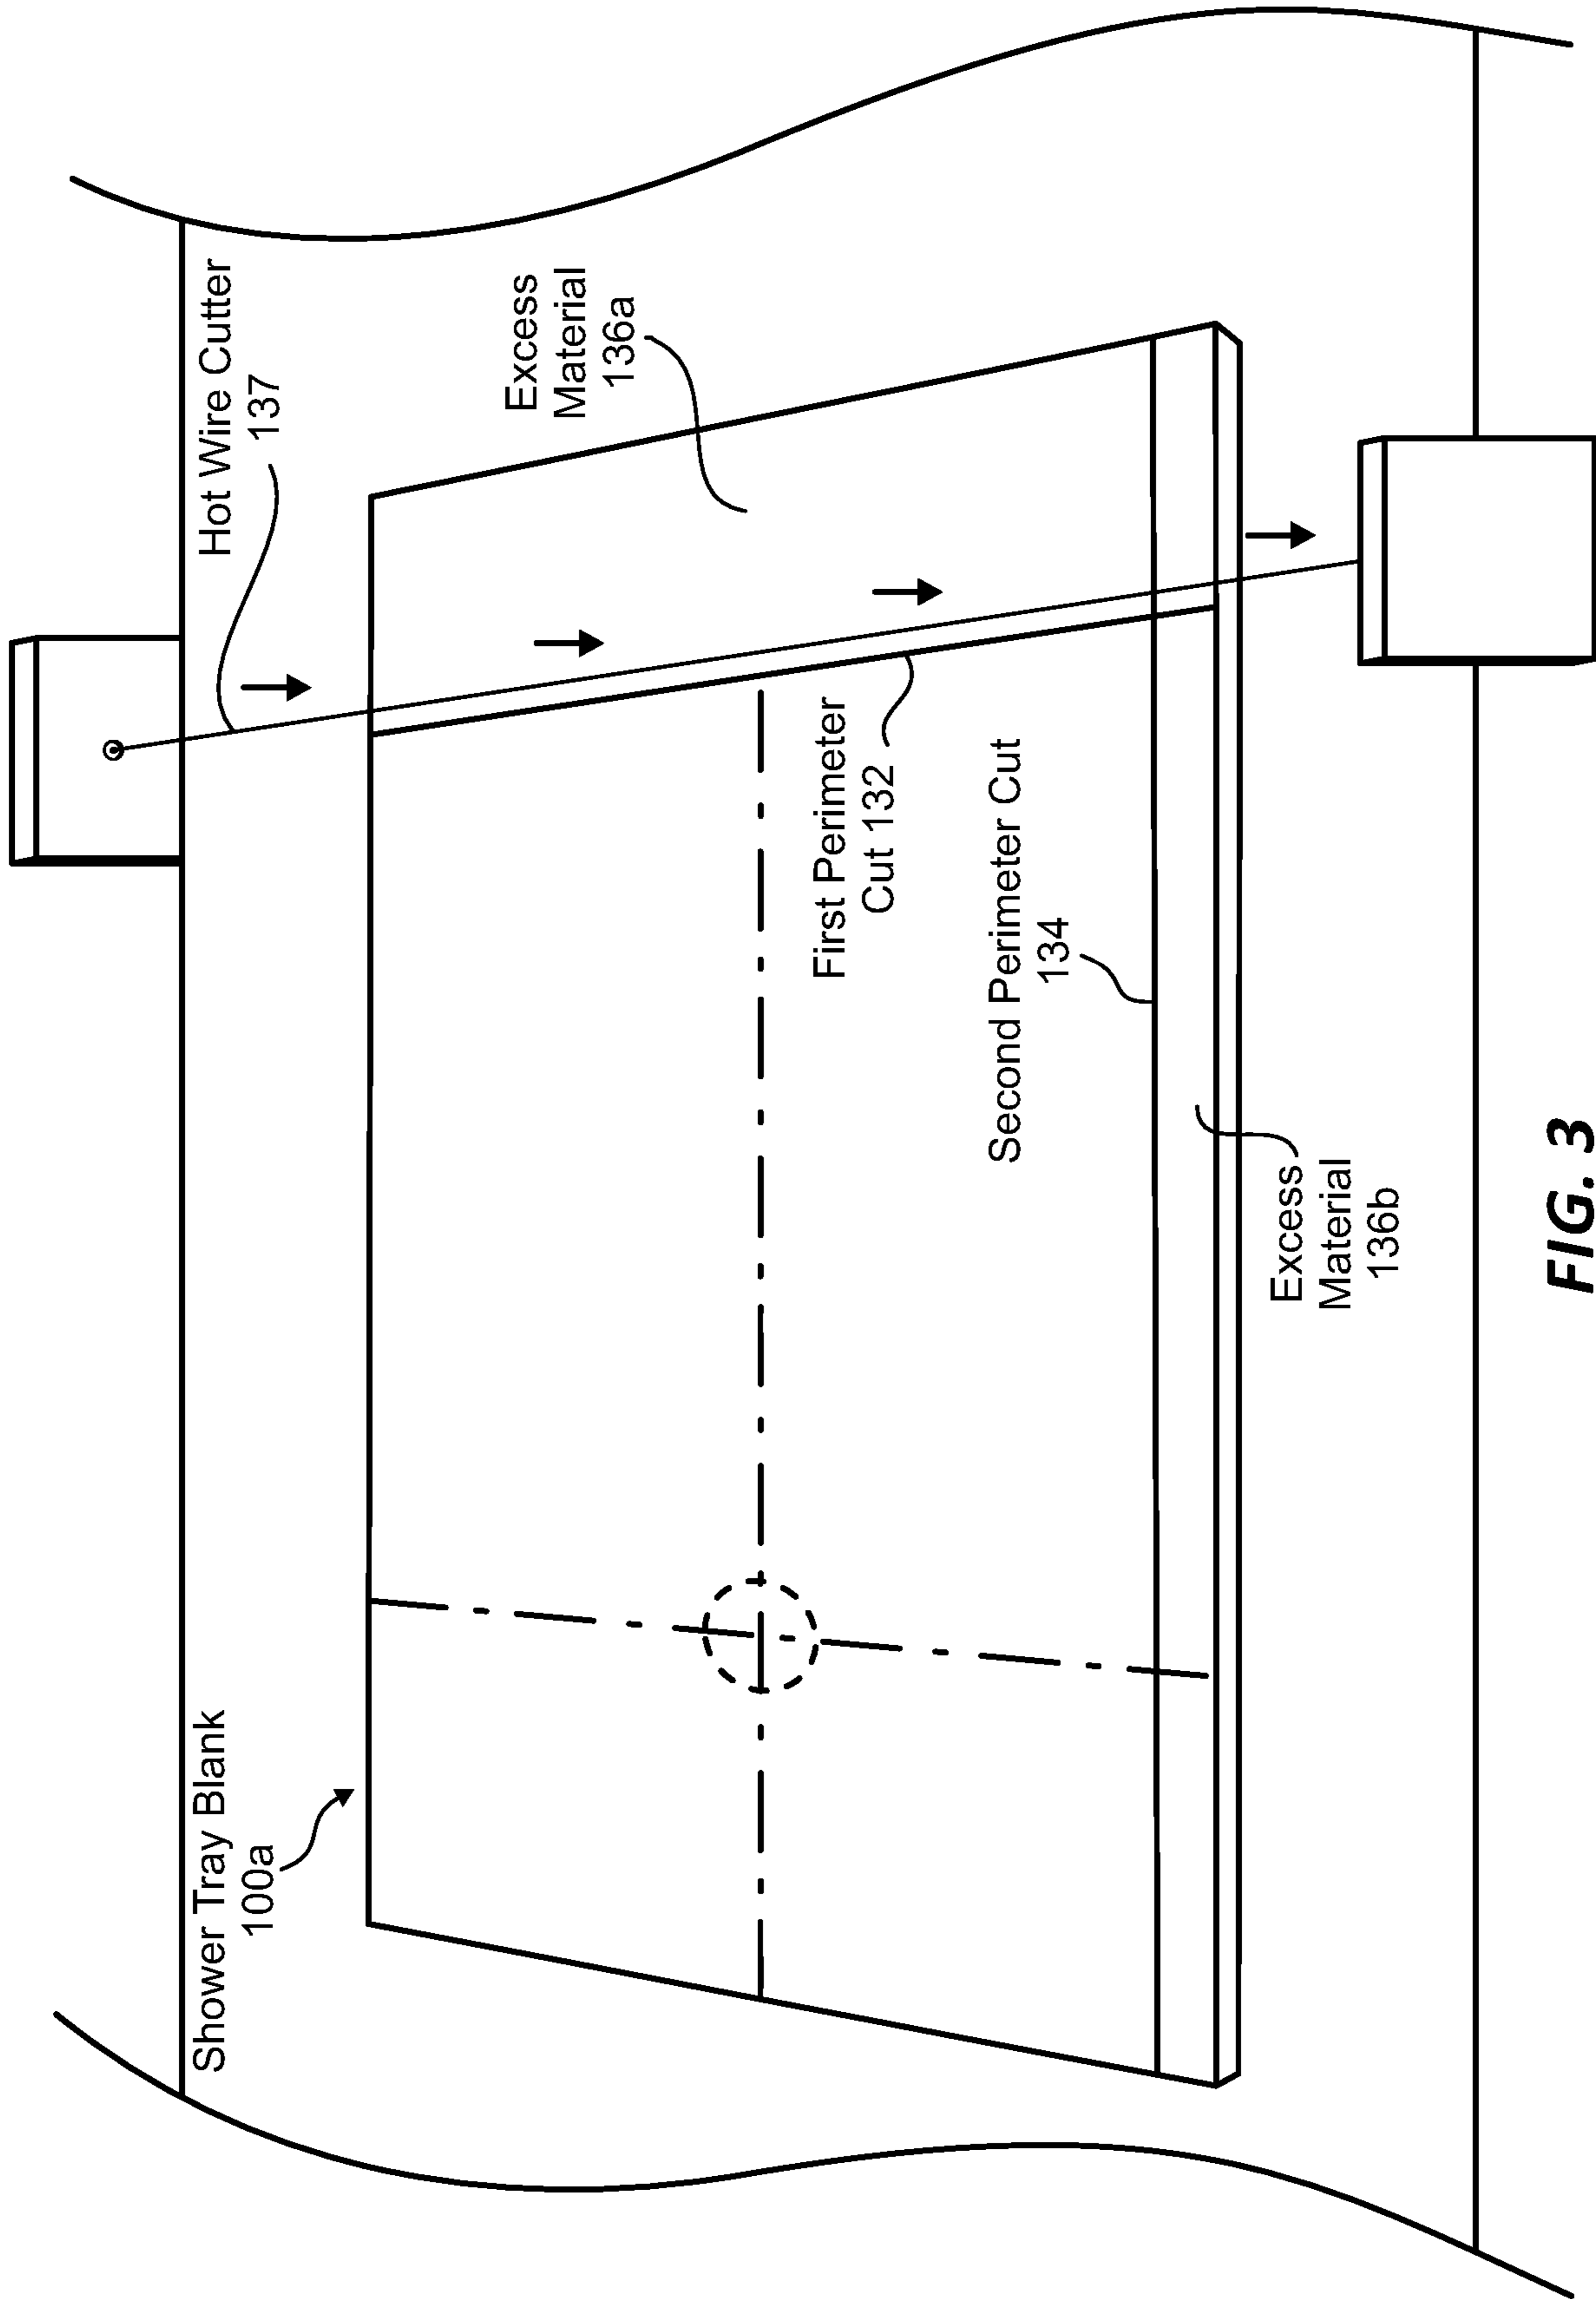 Shower Tray Blank
100a
Hot Wire Cutter
137
Excess
Material
136a
First Perimeter
Cut 132
Second Perimeter Cut
134
Excess
Material
136b
FIG. 3